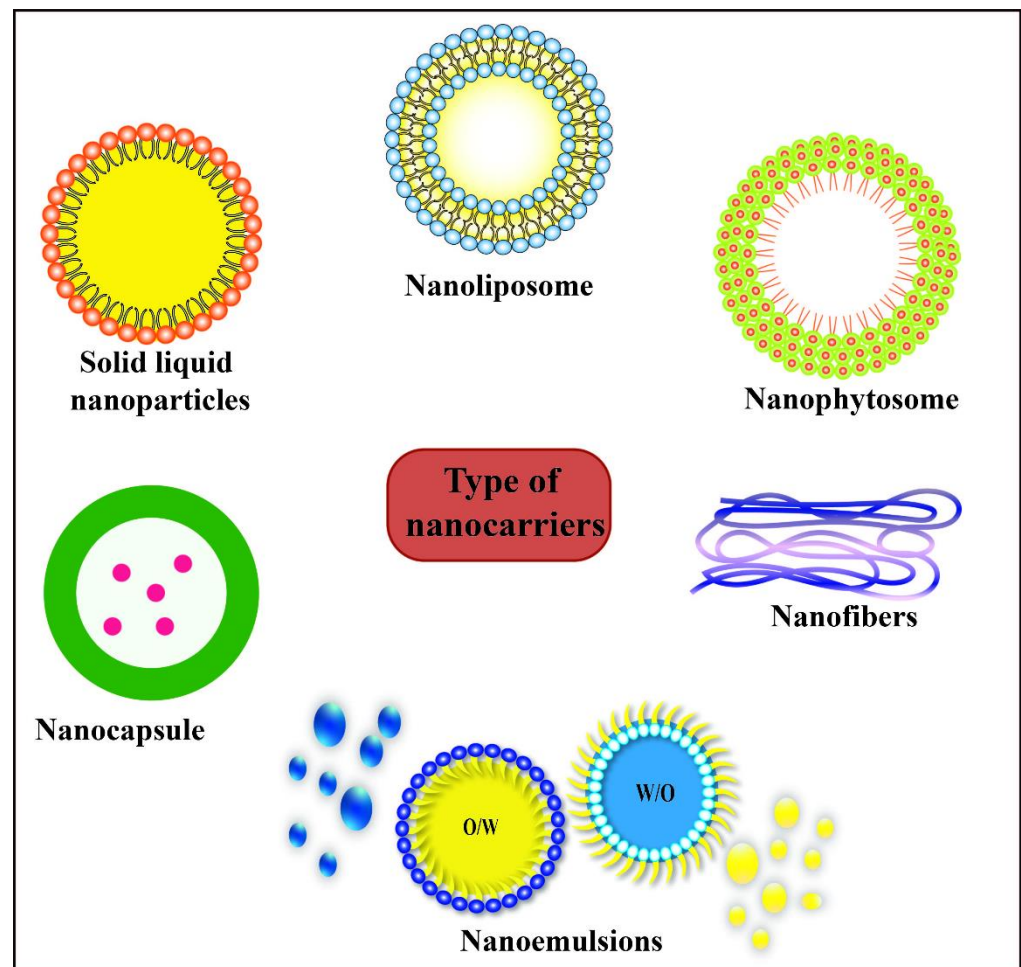 Nanoliposome
Solid liquid
nanoparticles
Nanophytosome
Type of
nanocarriers
Nanofibers
Nanocapsule
O/W
W/O
Nanoemulsions